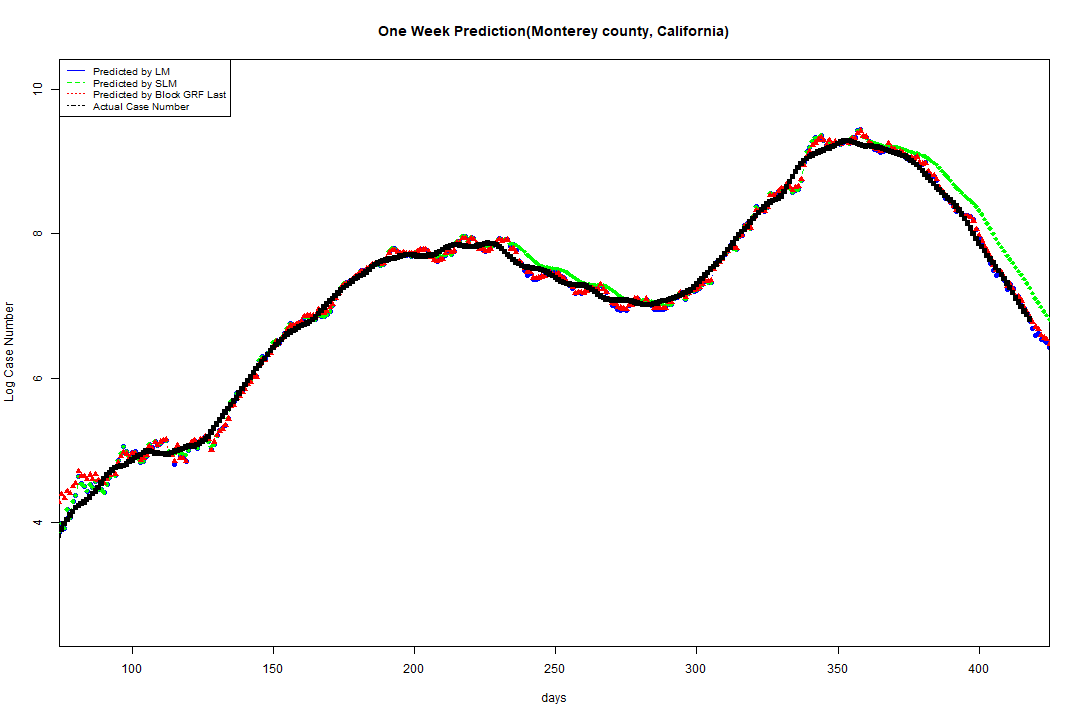 One Week Prediction(Monterey county, California)
Predicted by LM
Predicted by SLM
Predicted by Block GRF Last
Actual Case Number
10
8
6
4
Log Case Number
100 150 200 250 300 350 400
days